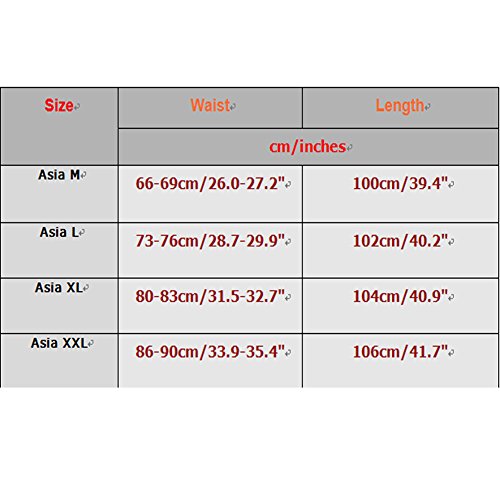 Size Waist Length
cm/inches
Asia M 66-69cm/26.0-27.2" 100cm/39.4"
Asia L 73-76cm/28.7-29.9" 102cm/40.2"
Asia XL 80-83cm/31.5-32.7" 104cm/40.9"
Asia XXL 86-90cm/33.9-35.4" 106cm/41.7"